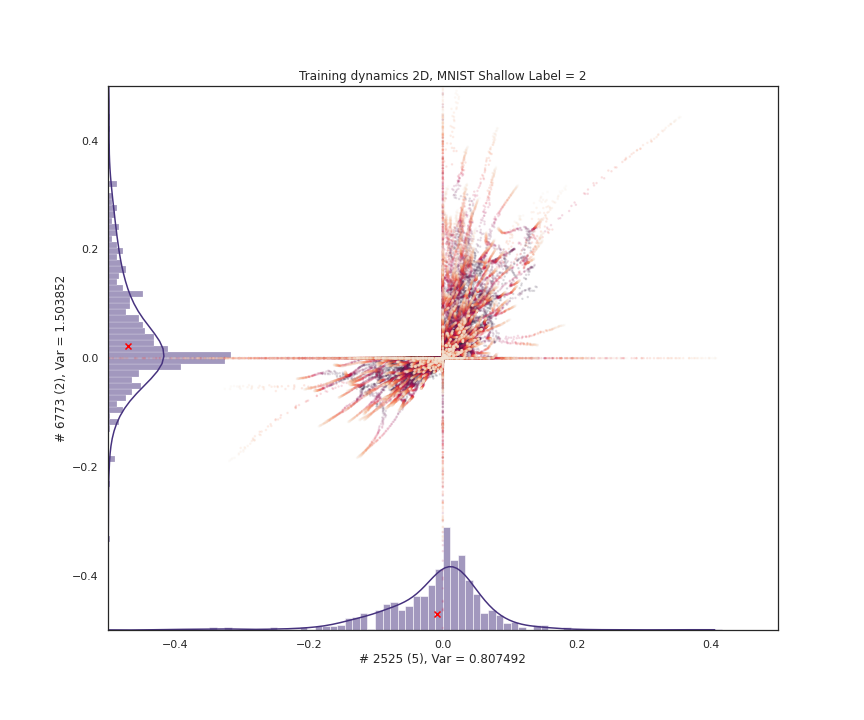 Training dynamics 2D, MNIST Shallow Label = 2
0.4
0.2
0.0
−0.2
−0.4
# 6773 (2), Var = 1.503852
−0.4 −0.2 0.0 0.2 0.4
# 2525 (5), Var = 0.807492